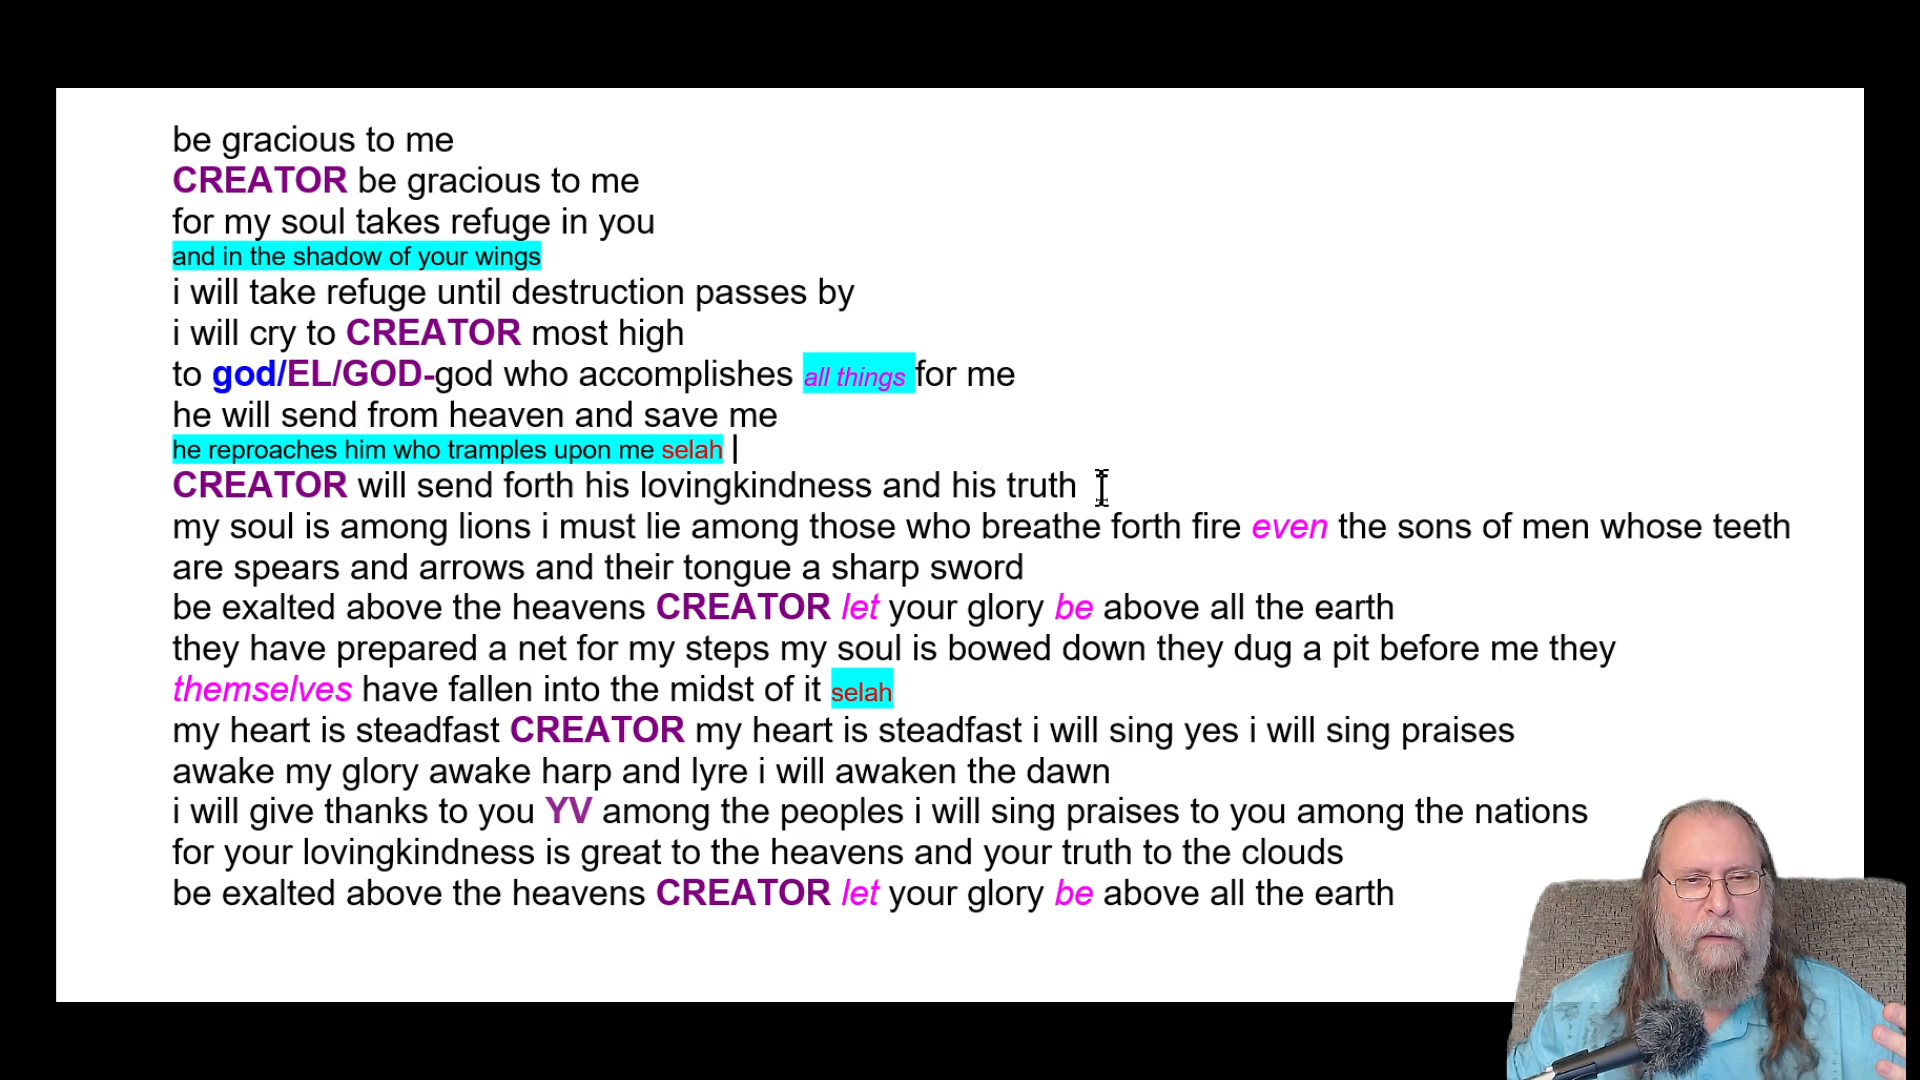 be gracious to me
CREATOR be gracious to me
for my soul takes refuge in you
and in the shadow of your wings
i will take refuge until destruction passes by
i will cry to CREATOR most high
to god/EL/GOD-god who accomplishes all things for me
he will send from heaven and save me
he reproaches him who tramples upon me selah
CREATOR will send forth his lovingkindness and his truth
my soul is among lions i must lie among those who breathe forth fire even the sons of men whose teeth
are spears and arrows and their tongue a sharp sword
be exalted above the heavens CREATOR let your glory be above all the earth
they have prepared a net for my steps my soul is bowed down they dug a pit before me they
themselves have fallen into the midst of it selah
my heart is steadfast CREATOR my heart is steadfast i will sing yes i will sing praises
awake my glory awake harp and lyre i will awaken the dawn
i will give thanks to you YV among the peoples i will sing praises to you among the nations
for your lovingkindness is great to the heavens and your truth to the clouds
be exalted above the heavens CREATOR let your glory be above all the earth